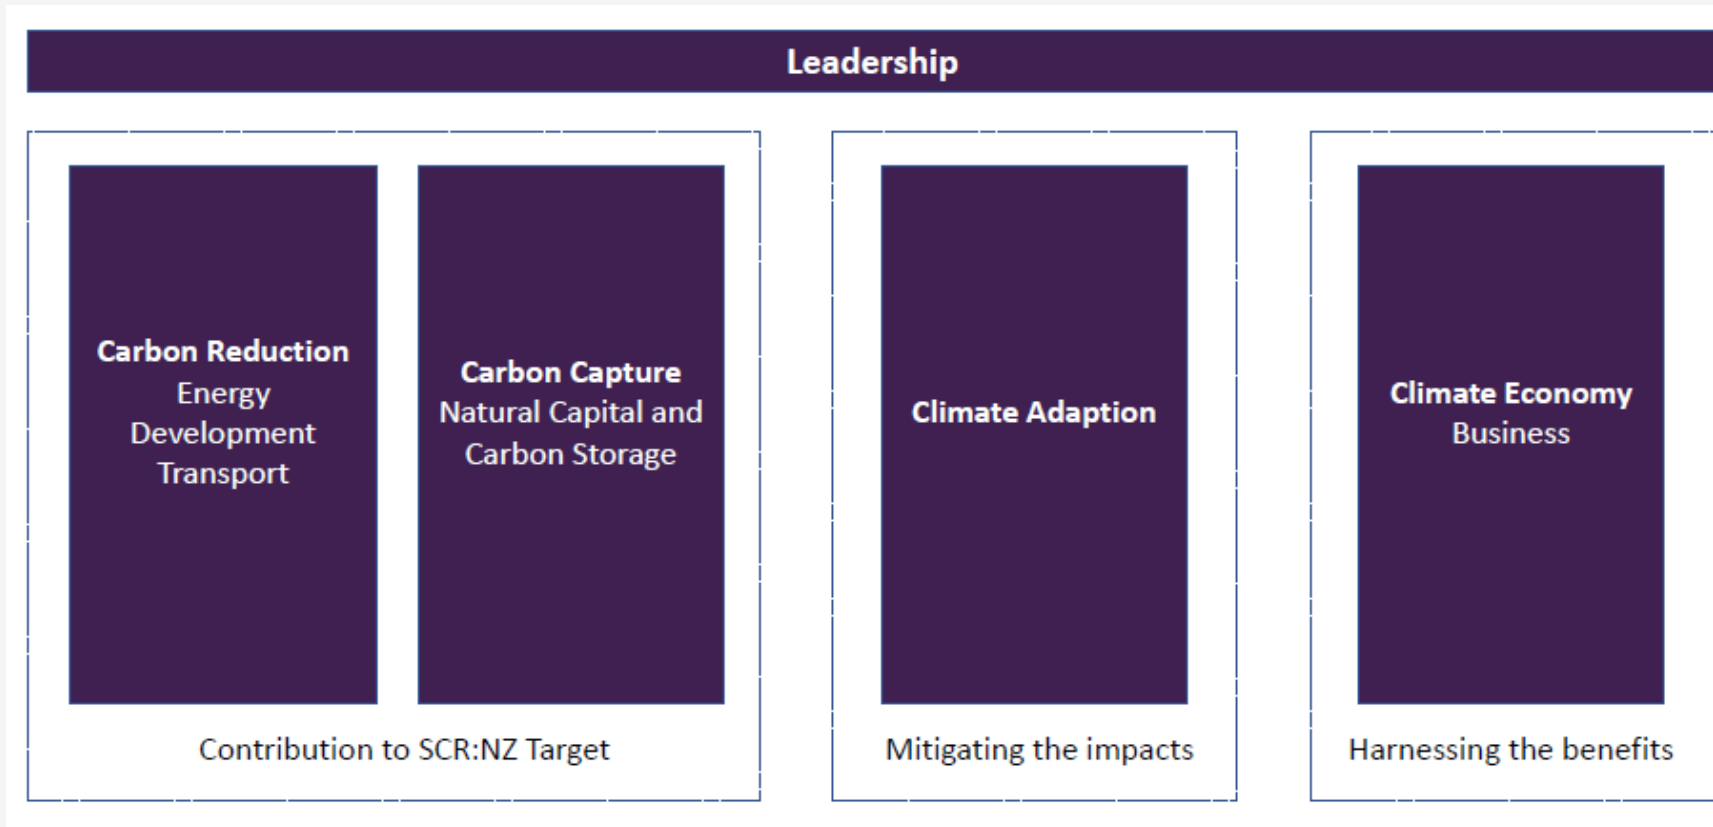 Leadership
Carbon Reduction
Energy
Development
Transport
Carbon Capture
Natural Capital and
Carbon Storage
Contribution to SCR:NZ Target
Climate Adaption
Mitigating the impacts
Climate Economy
Business
Harnessing the benefits